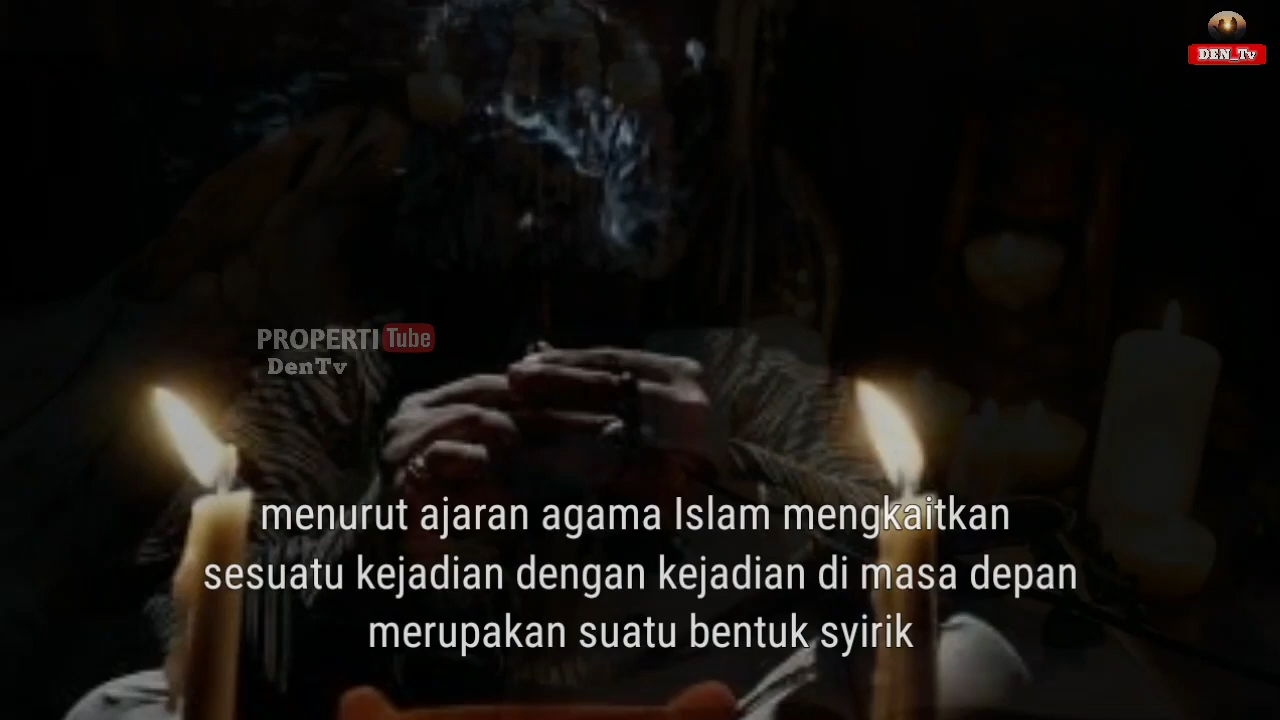 DEN_Tv
PROPERTI Tube
DenTv
menurut ajaran agama Islam mengkaitkan
sesuatu kejadian dengan kejadian di masa depan
merupakan suatu bentuk syirik